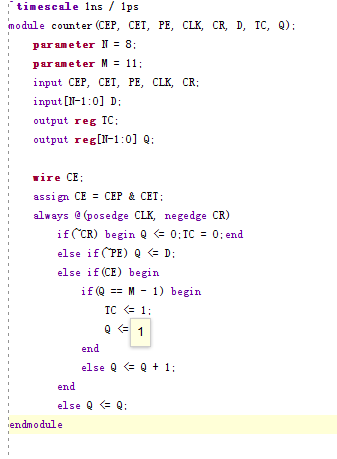 `timescale 1ns / 1ps
module counter(CEP, CET, PE, CLK, CR, D, TC, Q);
parameter N = 8;
parameter M = 11;
input CEP, CET, PE, CLK, CR;
input[N-1:0] D;
output reg TC;
output reg[N-1:0] Q;
wire CE;
assign CE = CEP & CET;
always @(posedge CLK, negedge CR)
if(~CR) begin Q <= 0;TC = 0;end
else if(~PE) Q <= D;
else if(CE) begin
if(Q == M - 1) begin
TC <= 1;
Q <= 1
end
else Q <= Q + 1;
end
else Q <= Q;
endmodule